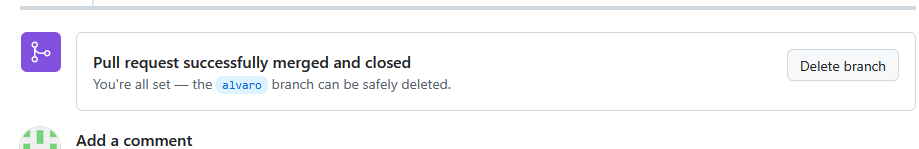 Pull request successfully merged and closed
Delete branch
You're all set — the alvaro branch can be safely deleted.
Add a comment